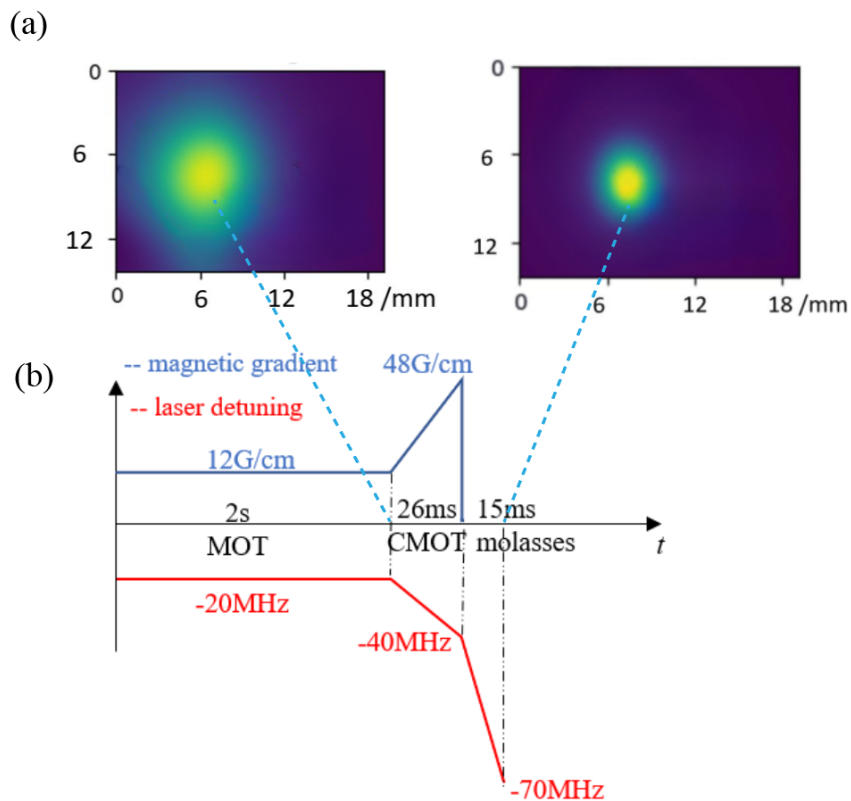 (a)
0
6
12
0
6
12
18 /mm
0
6
12
0
6
12
18 /mm
(b)
-- magnetic gradient
48G/cm
-- laser detuning
12G/cm
2s
26ms
15ms
MOT
CMOT
molasses
t
-20MHz
-40MHz
-70MHz